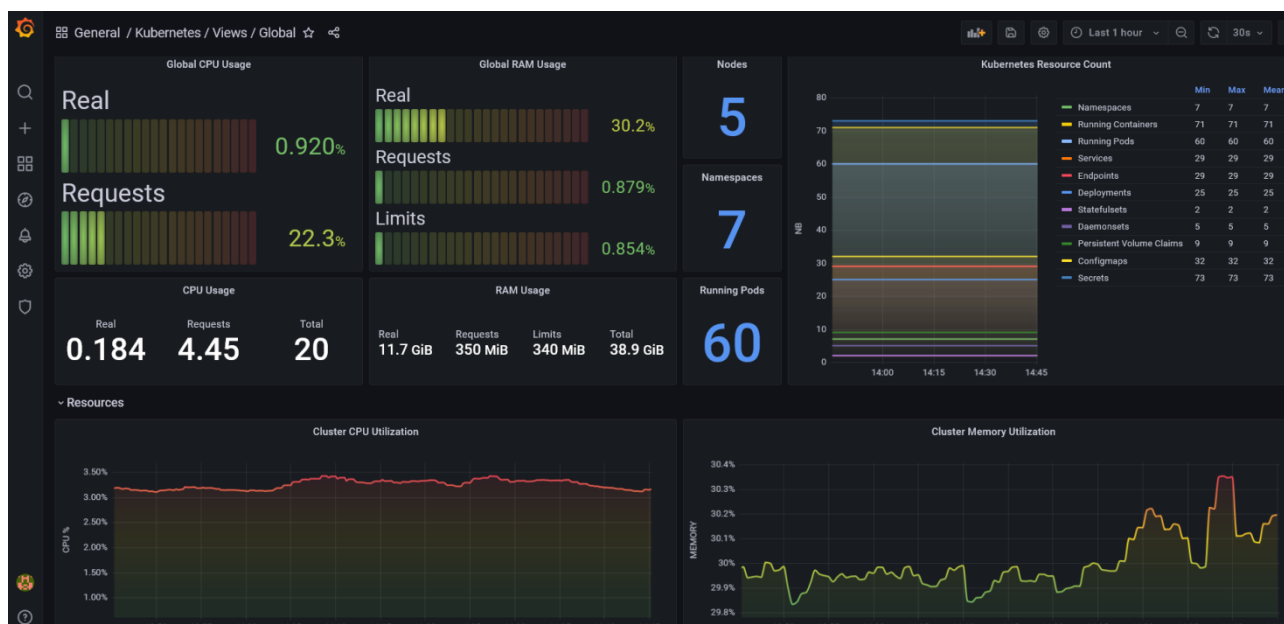 General / Kubernetes / Views / Global
Last 1 hour
30s
Global CPU Usage
Real
0.920%
Requests
22.3%
Global RAM Usage
Real
30.2%
Requests
0.879%
Limits
0.854%
Nodes
5
Namespaces
7
Kubernetes Resource Count
NB
80
70
60
50
40
30
20
10
0
14:00 14:15 14:30 14:45
Min Max Mean
Namespaces 7 7 7
Running Containers 71 71 71
Running Pods 60 60 60
Services 29 29 29
Endpoints 29 29 29
Deployments 25 25 25
Statefulsets 2 2 2
Daemonsets 5 5 5
Persistent Volume Claims 9 9 9
Configmaps 32 32 32
Secrets 73 73 73
CPU Usage
Real Requests Total
0.184 4.45 20
RAM Usage
Real Requests Limits Total
11.7 GiB 350 MiB 340 MiB 38.9 GiB
Running Pods
60
Resources
Cluster CPU Utilization
CPU %
3.50%
3.00%
2.50%
2.00%
1.50%
1.00%
Cluster Memory Utilization
MEMORY
30.4%
30.3%
30.2%
30.1%
30%
29.9%
29.8%